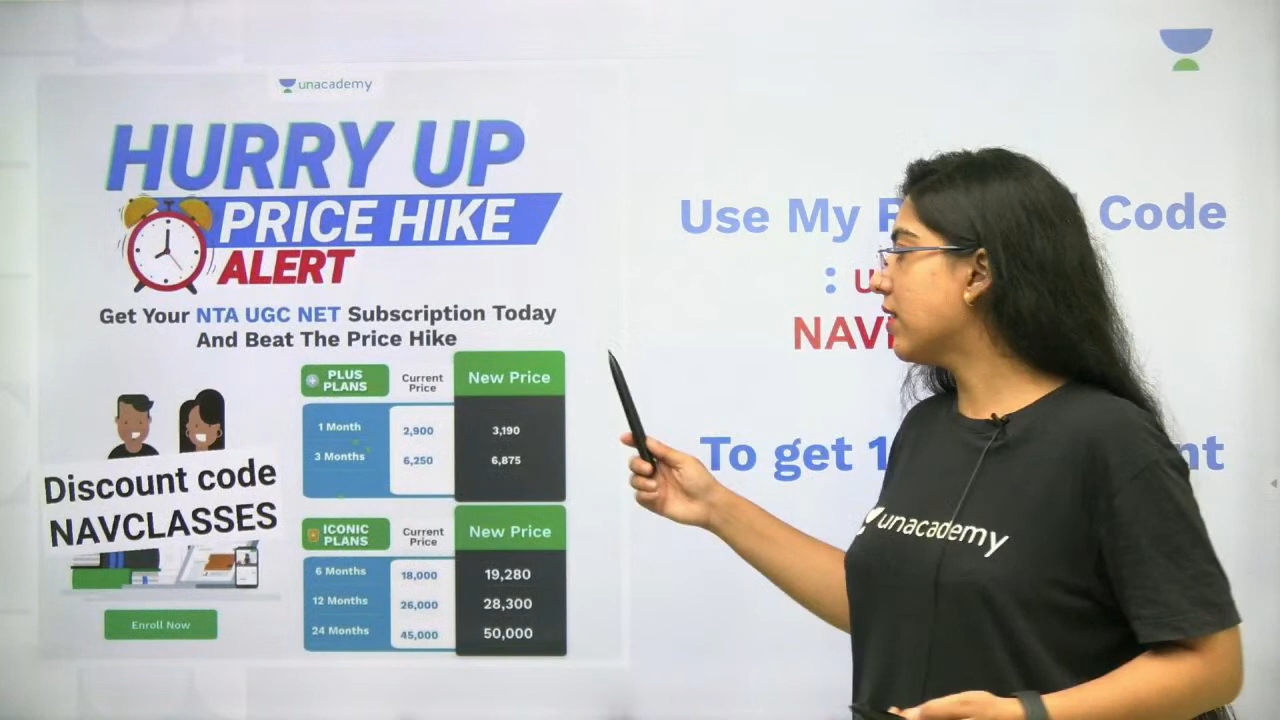 unacademy
HURRY UP
PRICE HIKE
ALERT
Get Your NTA UGC NET Subscription Today
And Beat The Price Hike
PLUS PLANS
Current Price
New Price
1 Month 2,900 3,190
3 Months 6,250 6,875
Discount code
NAVCLASSES
ICONIC PLANS
Current Price
New Price
6 Months 18,000 19,280
12 Months 26,000 28,300
24 Months 45,000 50,000
Enroll Now
Use My Code
:
To get
unacademy